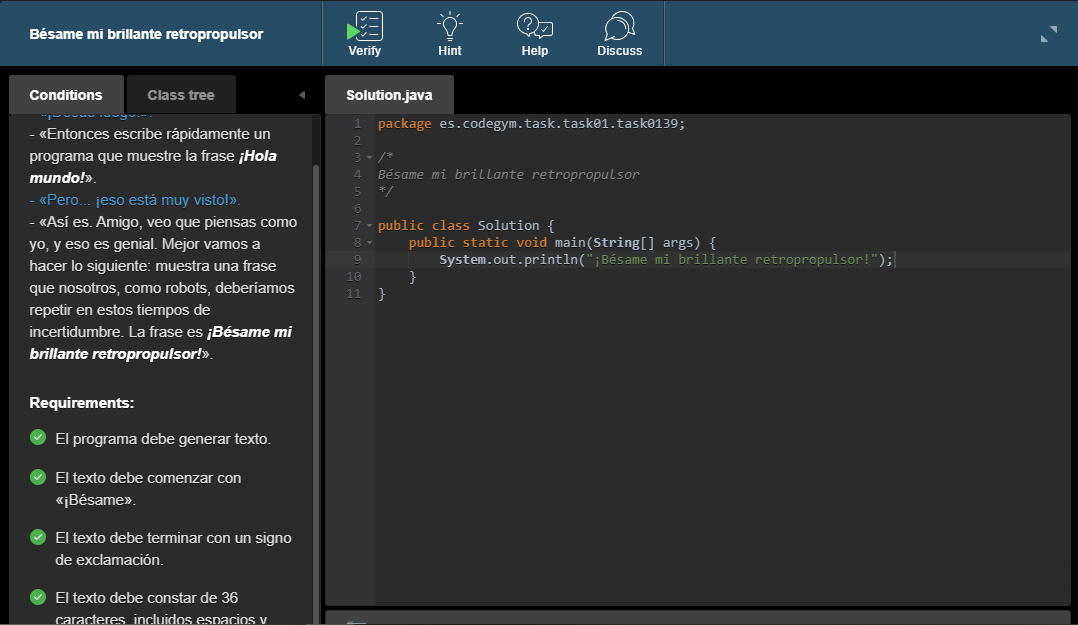 Bésame mi brillante retropropulsor
Verify
Hint
Help
Discuss
Conditions
Class tree
Solution.java
- «¡Desde luego!».
- «Entonces escribe rápidamente un
programa que muestre la frase ¡Hola
mundo!».
- «Pero... ¡eso está muy visto!».
- «Así es. Amigo, veo que piensas como
yo, y eso es genial. Mejor vamos a
hacer lo siguiente: muestra una frase
que nosotros, como robots, deberíamos
repetir en estos tiempos de
incertidumbre. La frase es ¡Bésame mi
brillante retropropulsor!».
Requirements:
El programa debe generar texto.
El texto debe comenzar con
«¡Bésame».
El texto debe terminar con un signo
de exclamación.
El texto debe constar de 36
caracteres, incluidos espacios y
1 package es.codegym.task.task01.task0139;
2
3 /*
4 Bésame mi brillante retropropulsor
5 */
6
7 public class Solution {
8 public static void main(String[] args) {
9 System.out.println("¡Bésame mi brillante retropropulsor!");
10 }
11 }